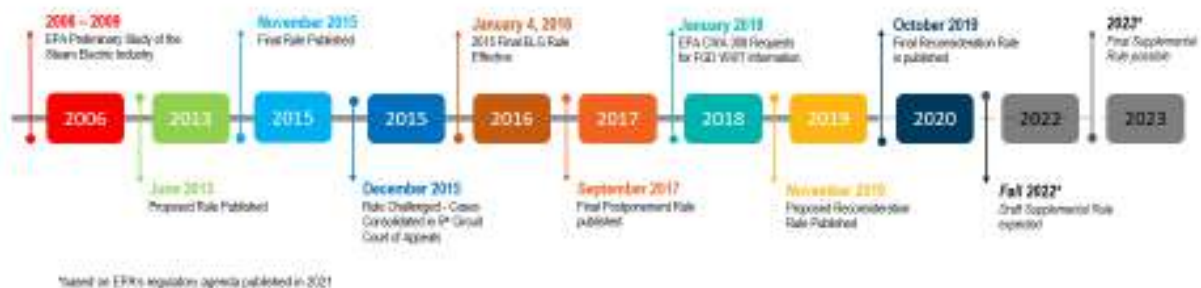 2006 – 2009
EPA Preliminary Study of the
Steam Electric Industry
November 2015
Final Rule Published
January 4, 2016
2015 Final ELG Rule
Effective
January 2018
EPA CWA 308 Requests
for FGD WWT information
October 2019
Final Reconsideration Rule
is published
2023*
Final Supplemental
Rule possible
2006
2013
2015
2015
2016
2017
2018
2019
2020
2022
2023
June 2013
Proposed Rule Published
December 2015
Rule Challenged - Cases
Consolidated in 5th Circuit
Court of Appeals
September 2017
Final Postponement Rule
published
November 2019
Proposed Reconsideration
Rule Published
Fall 2022*
Draft Supplemental Rule
expected
*based on EPA's regulatory agenda published in 2021